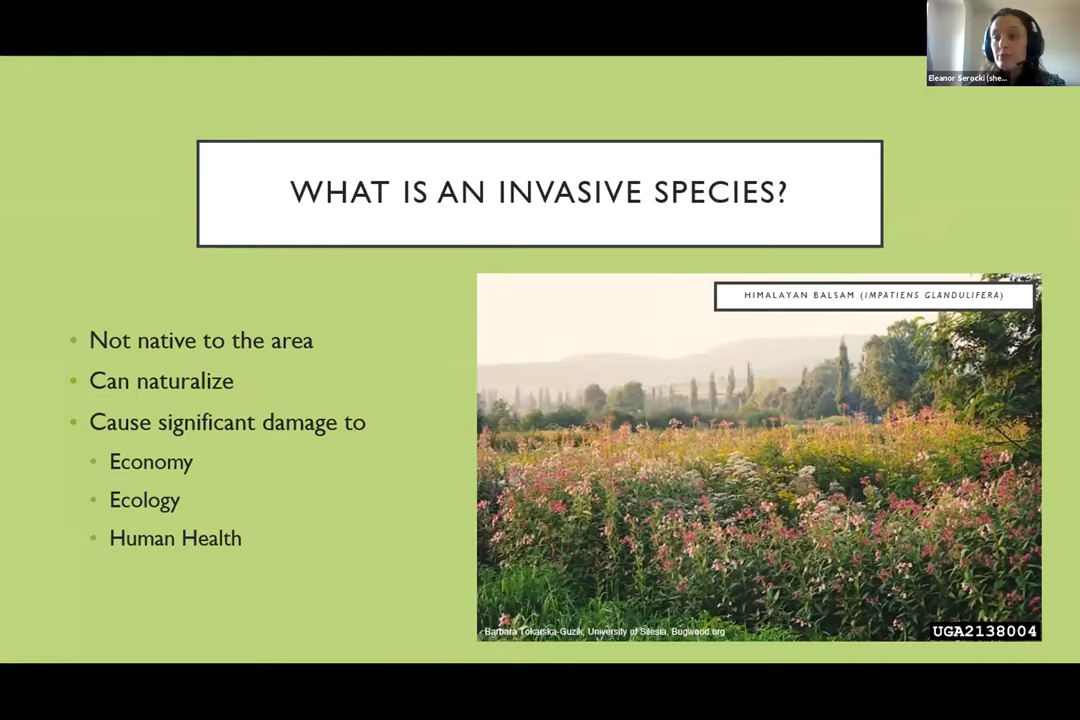 Eleanor Serocki (she...
WHAT IS AN INVASIVE SPECIES?
HIMALAYAN BALSAM (IMPATIENS GLANDULIFERA)
• Not native to the area
• Can naturalize
• Cause significant damage to
• Economy
• Ecology
• Human Health
Barbara Tokarska-Guzik, University of Silesia, Bugwood.org
UGA2138004